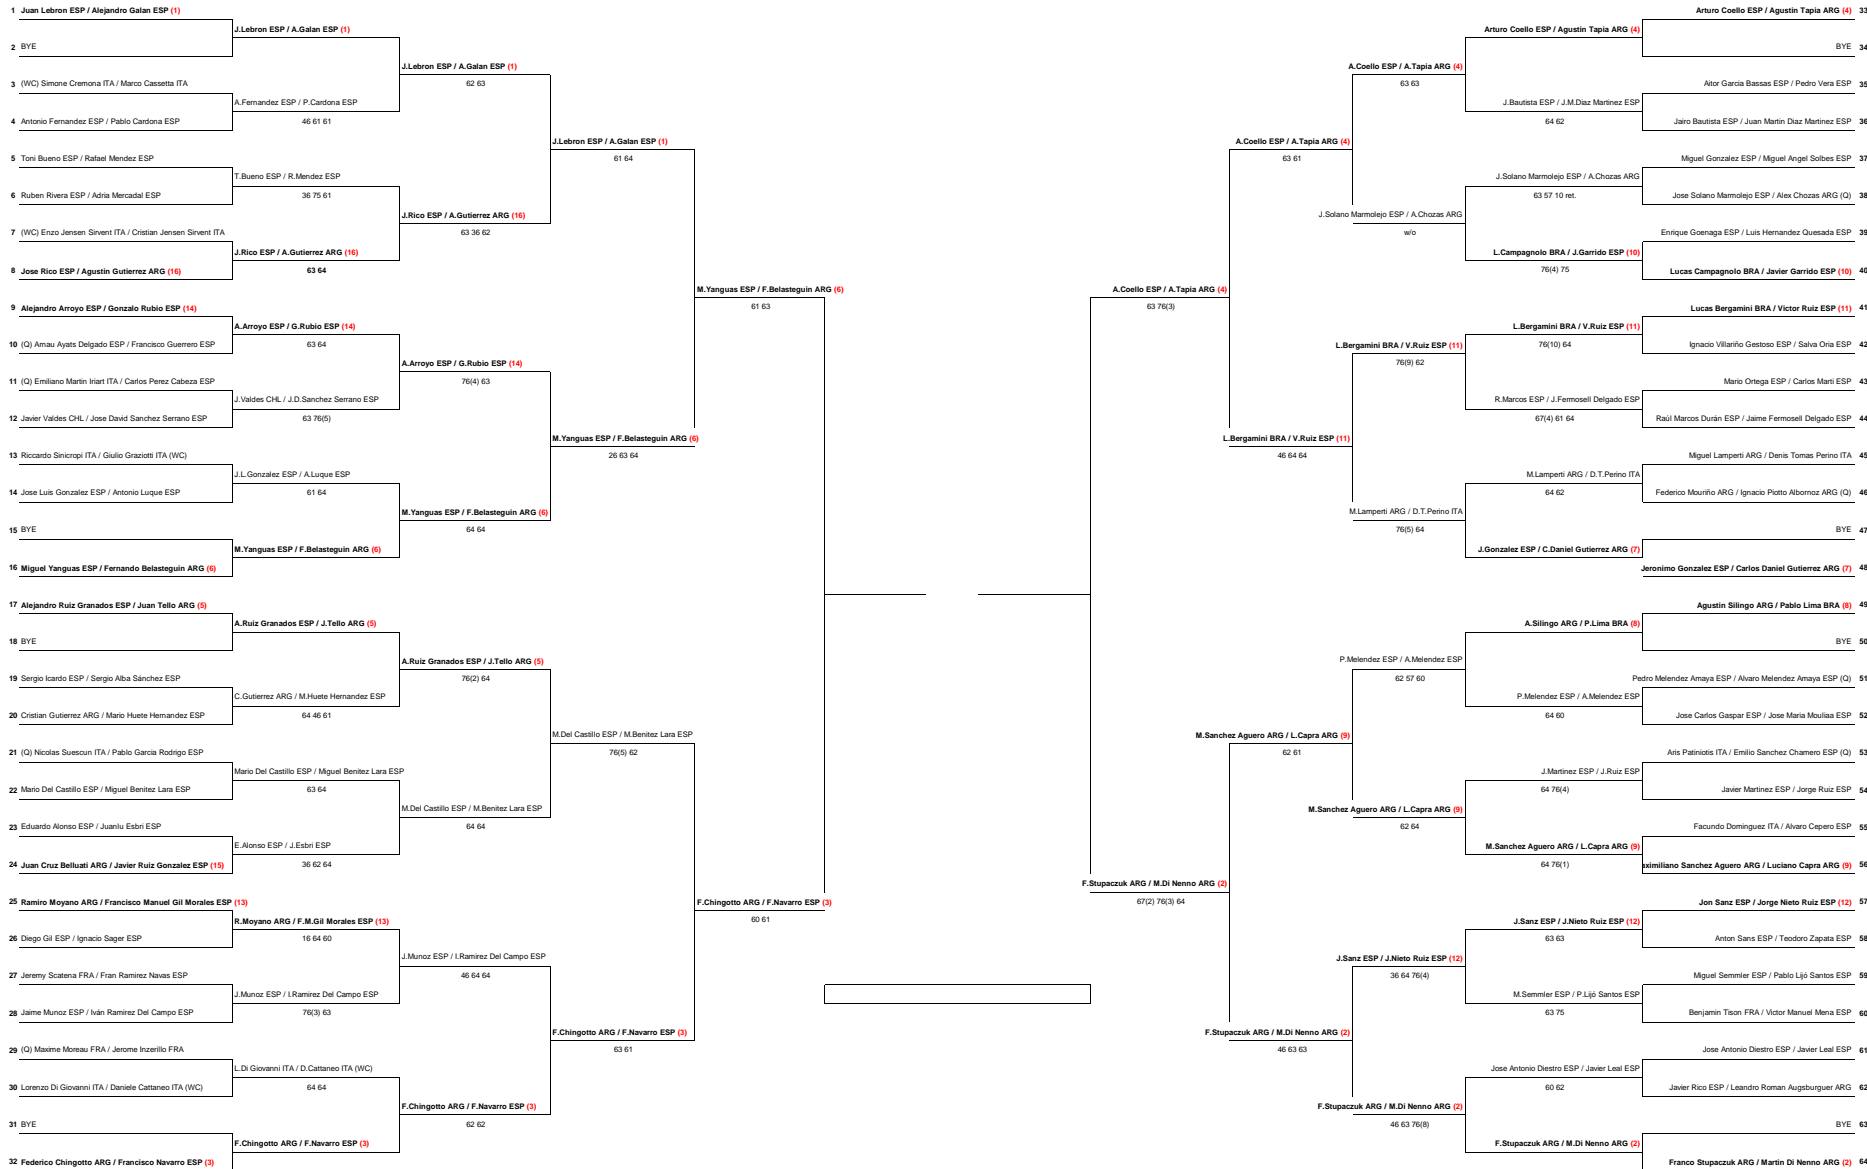 1 Juan Lebron ESP / Alejandro Galan ESP (1)
2 BYE
3 (WC) Simone Cremona ITA / Marco Cassetta ITA
4 Antonio Fernandez ESP / Pablo Cardona ESP
5 Toni Bueno ESP / Rafael Mendez ESP
6 Ruben Rivera ESP / Adria Mercadal ESP
7 (WC) Enzo Jensen Sirvent ITA / Cristian Jensen Sirvent ITA
8 Jose Rico ESP / Agustin Gutierrez ARG (16)
9 Alejandro Arroyo ESP / Gonzalo Rubio ESP (14)
10 (Q) Arnau Ayats Delgado ESP / Francisco Guerrero ESP
11 (Q) Emiliano Martin Iriart ITA / Carlos Perez Cabeza ESP
12 Javier Valdes CHL / Jose David Sanchez Serrano ESP
13 Riccardo Sinicropi ITA / Giulio Graziotti ITA (WC)
14 Jose Luis Gonzalez ESP / Antonio Luque ESP
15 BYE
16 Miguel Yanguas ESP / Fernando Belasteguin ARG (6)
17 Alejandro Ruiz Granados ESP / Juan Tello ARG (5)
18 BYE
19 Sergio Icardo ESP / Sergio Alba Sánchez ESP
20 Cristian Gutierrez ARG / Mario Huete Hernandez ESP
21 (Q) Nicolas Suescun ITA / Pablo Garcia Rodrigo ESP
22 Mario Del Castillo ESP / Miguel Benitez Lara ESP
23 Eduardo Alonso ESP / Juanlu Esbri ESP
24 Juan Cruz Belluati ARG / Javier Ruiz Gonzalez ESP (15)
25 Ramiro Moyano ARG / Francisco Manuel Gil Morales ESP (13)
26 Diego Gil ESP / Ignacio Sager ESP
27 Jeremy Scatena FRA / Fran Ramirez Navas ESP
28 Jaime Munoz ESP / Iván Ramirez Del Campo ESP
29 (Q) Maxime Moreau FRA / Jerome Inzerillo FRA
30 Lorenzo Di Giovanni ITA / Daniele Cattaneo ITA (WC)
31 BYE
32 Federico Chingotto ARG / Francisco Navarro ESP (3)
J.Lebron ESP / A.Galan ESP (1)
A.Fernandez ESP / P.Cardona ESP
46 61 61
T.Bueno ESP / R.Mendez ESP
36 75 61
J.Rico ESP / A.Gutierrez ARG (16)
63 64
A.Arroyo ESP / G.Rubio ESP (14)
63 64
J.Valdes CHL / J.D.Sanchez Serrano ESP
63 76(5)
J.L.Gonzalez ESP / A.Luque ESP
61 64
M.Yanguas ESP / F.Belasteguin ARG (6)
A.Ruiz Granados ESP / J.Tello ARG (5)
C.Gutierrez ARG / M.Huete Hernandez ESP
64 46 61
Mario Del Castillo ESP / Miguel Benitez Lara ESP
63 64
E.Alonso ESP / J.Esbri ESP
36 62 64
R.Moyano ARG / F.M.Gil Morales ESP (13)
16 64 60
J.Munoz ESP / I.Ramirez Del Campo ESP
76(3) 63
L.Di Giovanni ITA / D.Cattaneo ITA (WC)
64 64
F.Chingotto ARG / F.Navarro ESP (3)
J.Lebron ESP / A.Galan ESP (1)
62 63
J.Rico ESP / A.Gutierrez ARG (16)
63 36 62
A.Arroyo ESP / G.Rubio ESP (14)
76(4) 63
M.Yanguas ESP / F.Belasteguin ARG (6)
64 64
A.Ruiz Granados ESP / J.Tello ARG (5)
76(2) 64
M.Del Castillo ESP / M.Benitez Lara ESP
64 64
J.Munoz ESP / I.Ramirez Del Campo ESP
46 64 64
F.Chingotto ARG / F.Navarro ESP (3)
62 62
J.Lebron ESP / A.Galan ESP (1)
61 64
M.Yanguas ESP / F.Belasteguin ARG (6)
26 63 64
M.Del Castillo ESP / M.Benitez Lara ESP
76(5) 62
F.Chingotto ARG / F.Navarro ESP (3)
63 61
M.Yanguas ESP / F.Belasteguin ARG (6)
61 63
F.Chingotto ARG / F.Navarro ESP (3)
60 61
A.Coello ESP / A.Tapia ARG (4)
63 76(3)
F.Stupaczuk ARG / M.Di Nenno ARG (2)
67(2) 76(3) 64
A.Coello ESP / A.Tapia ARG (4)
63 61
L.Bergamini BRA / V.Ruiz ESP (11)
46 64 64
M.Sanchez Aguero ARG / L.Capra ARG (9)
62 61
F.Stupaczuk ARG / M.Di Nenno ARG (2)
46 63 63
A.Coello ESP / A.Tapia ARG (4)
63 63
J.Solano Marmolejo ESP / A.Chozas ARG
w/o
L.Bergamini BRA / V.Ruiz ESP (11)
76(9) 62
M.Lamperti ARG / D.T.Perino ITA
76(5) 64
P.Melendez ESP / A.Melendez ESP
62 57 60
M.Sanchez Aguero ARG / L.Capra ARG (9)
62 64
J.Sanz ESP / J.Nieto Ruiz ESP (12)
36 64 76(4)
F.Stupaczuk ARG / M.Di Nenno ARG (2)
46 63 76(8)
Arturo Coello ESP / Agustin Tapia ARG (4)
J.Bautista ESP / J.M.Diaz Martinez ESP
64 62
J.Solano Marmolejo ESP / A.Chozas ARG
63 57 10 ret.
L.Campagnolo BRA / J.Garrido ESP (10)
76(4) 75
L.Bergamini BRA / V.Ruiz ESP (11)
76(10) 64
R.Marcos ESP / J.Fermosell Delgado ESP
67(4) 61 64
M.Lamperti ARG / D.T.Perino ITA
64 62
J.Gonzalez ESP / C.Daniel Gutierrez ARG (7)
A.Silingo ARG / P.Lima BRA (8)
P.Melendez ESP / A.Melendez ESP
64 60
J.Martinez ESP / J.Ruiz ESP
64 76(4)
M.Sanchez Aguero ARG / L.Capra ARG (9)
64 76(1)
J.Sanz ESP / J.Nieto Ruiz ESP (12)
63 63
M.Semmler ESP / P.Lijó Santos ESP
63 75
Jose Antonio Diestro ESP / Javier Leal ESP
60 62
F.Stupaczuk ARG / M.Di Nenno ARG (2)
Arturo Coello ESP / Agustin Tapia ARG (4) 33
BYE 34
Aitor Garcia Bassas ESP / Pedro Vera ESP 35
Jairo Bautista ESP / Juan Martin Diaz Martinez ESP 36
Miguel Gonzalez ESP / Miguel Angel Solbes ESP 37
Jose Solano Marmolejo ESP / Alex Chozas ARG (Q) 38
Enrique Goenaga ESP / Luis Hernandez Quesada ESP 39
Lucas Campagnolo BRA / Javier Garrido ESP (10) 40
Lucas Bergamini BRA / Victor Ruiz ESP (11) 41
Ignacio Villariño Gestoso ESP / Salva Oria ESP 42
Mario Ortega ESP / Carlos Marti ESP 43
Raúl Marcos Durán ESP / Jaime Fermosell Delgado ESP 44
Miguel Lamperti ARG / Denis Tomas Perino ITA 45
Federico Mouriño ARG / Ignacio Piotto Albornoz ARG (Q) 46
BYE 47
Jeronimo Gonzalez ESP / Carlos Daniel Gutierrez ARG (7) 48
Agustin Silingo ARG / Pablo Lima BRA (8) 49
BYE 50
Pedro Melendez Amaya ESP / Alvaro Melendez Amaya ESP (Q) 51
Jose Carlos Gaspar ESP / Jose Maria Mouliaa ESP 52
Aris Patiniotis ITA / Emilio Sanchez Chamero ESP (Q) 53
Javier Martinez ESP / Jorge Ruiz ESP 54
Facundo Dominguez ITA / Alvaro Cepero ESP 55
aximiliano Sanchez Aguero ARG / Luciano Capra ARG (9) 56
Jon Sanz ESP / Jorge Nieto Ruiz ESP (12) 57
Anton Sans ESP / Teodoro Zapata ESP 58
Miguel Semmler ESP / Pablo Lijó Santos ESP 59
Benjamin Tison FRA / Victor Manuel Mena ESP 60
Jose Antonio Diestro ESP / Javier Leal ESP 61
Javier Rico ESP / Leandro Roman Augsburguer ARG 62
BYE 63
Franco Stupaczuk ARG / Martin Di Nenno ARG (2) 64